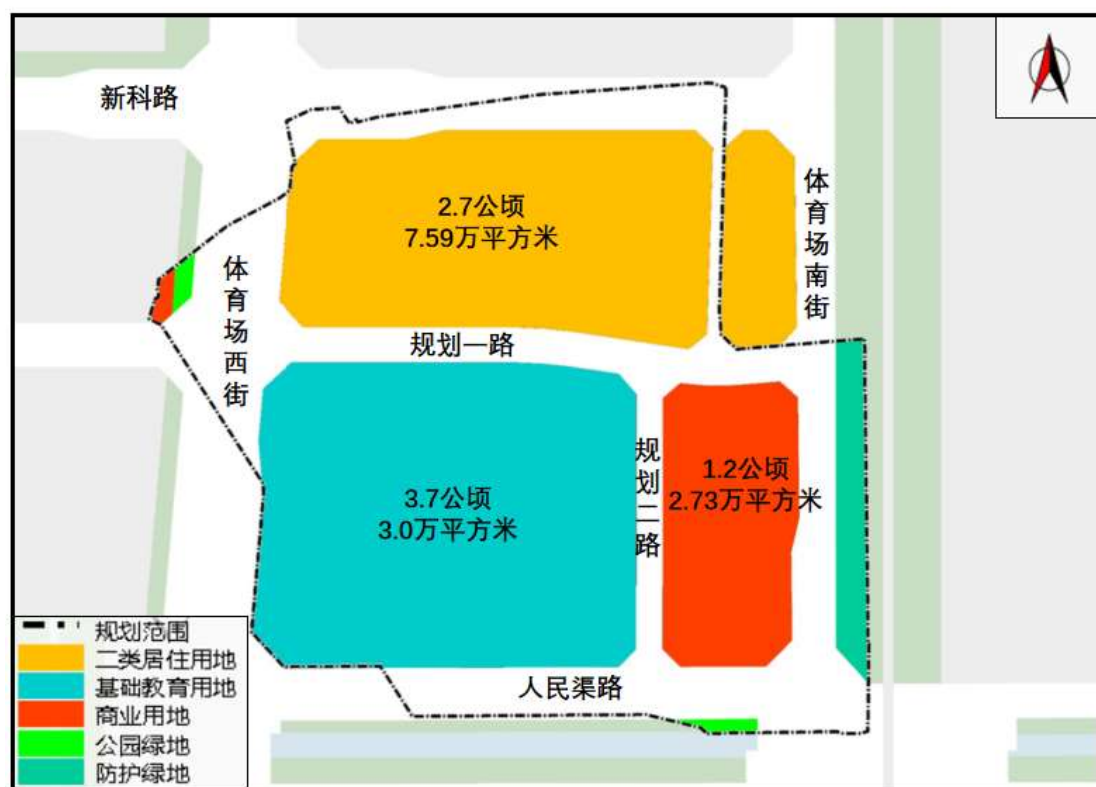 新科路
2.7公顷
7.59万平方米
体育场南街
体育场西街
规划一路
规划二路
1.2公顷
2.73万平方米
3.7公顷
3.0万平方米
人民渠路
规划范围
二类居住用地
基础教育用地
商业用地
公园绿地
防护绿地